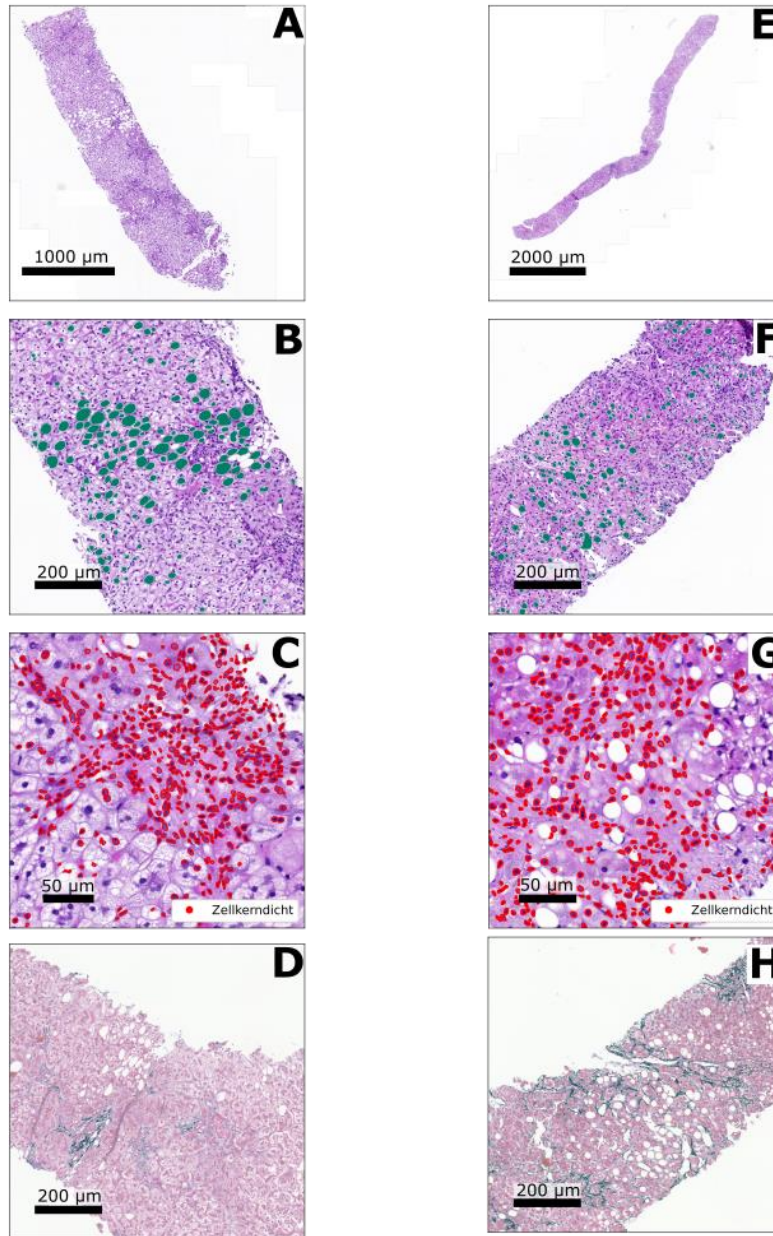 A
E
1000 µm
2000 µm
B
F
200 µm
200 µm
C
G
50 µm
Zellkerndicht
50 µm
Zellkerndicht
D
H
200 µm
200 µm